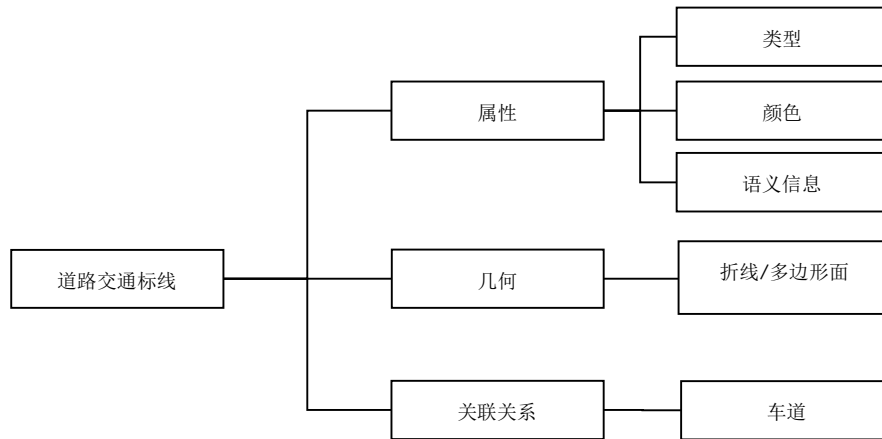 类型
属性
颜色
语义信息
道路交通标线
几何
折线/多边形面
关联关系
车道